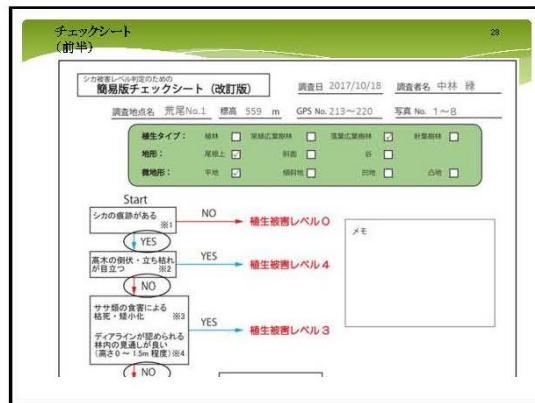 チェックシート
(前半)
28
シカ被害レベル判定のための
簡易版チェックシート（改訂版）
調査日 2017/10/18 調査者名 中林 緑
調査地点名 荒尾No.1 標高 559 m GPS No. 213～220 写真 No. 1～8
植生タイプ： 植林 常緑広葉樹林 落葉広葉樹林 針葉樹林
地形： 尾根上 斜面 谷
微地形： 平地 傾斜地 凹地 凸地
Start
シカの痕跡がある ※1
NO
植生被害レベル0
YES
メモ
高木の倒伏・立ち枯れ
が目立つ ※2
YES
植生被害レベル4
NO
ササ類の食害による
枯死・矮小化 ※3
ディアラインが認められる
林内の見通しが良い
（高さ0～1.5m程度）※4
YES
植生被害レベル3
NO